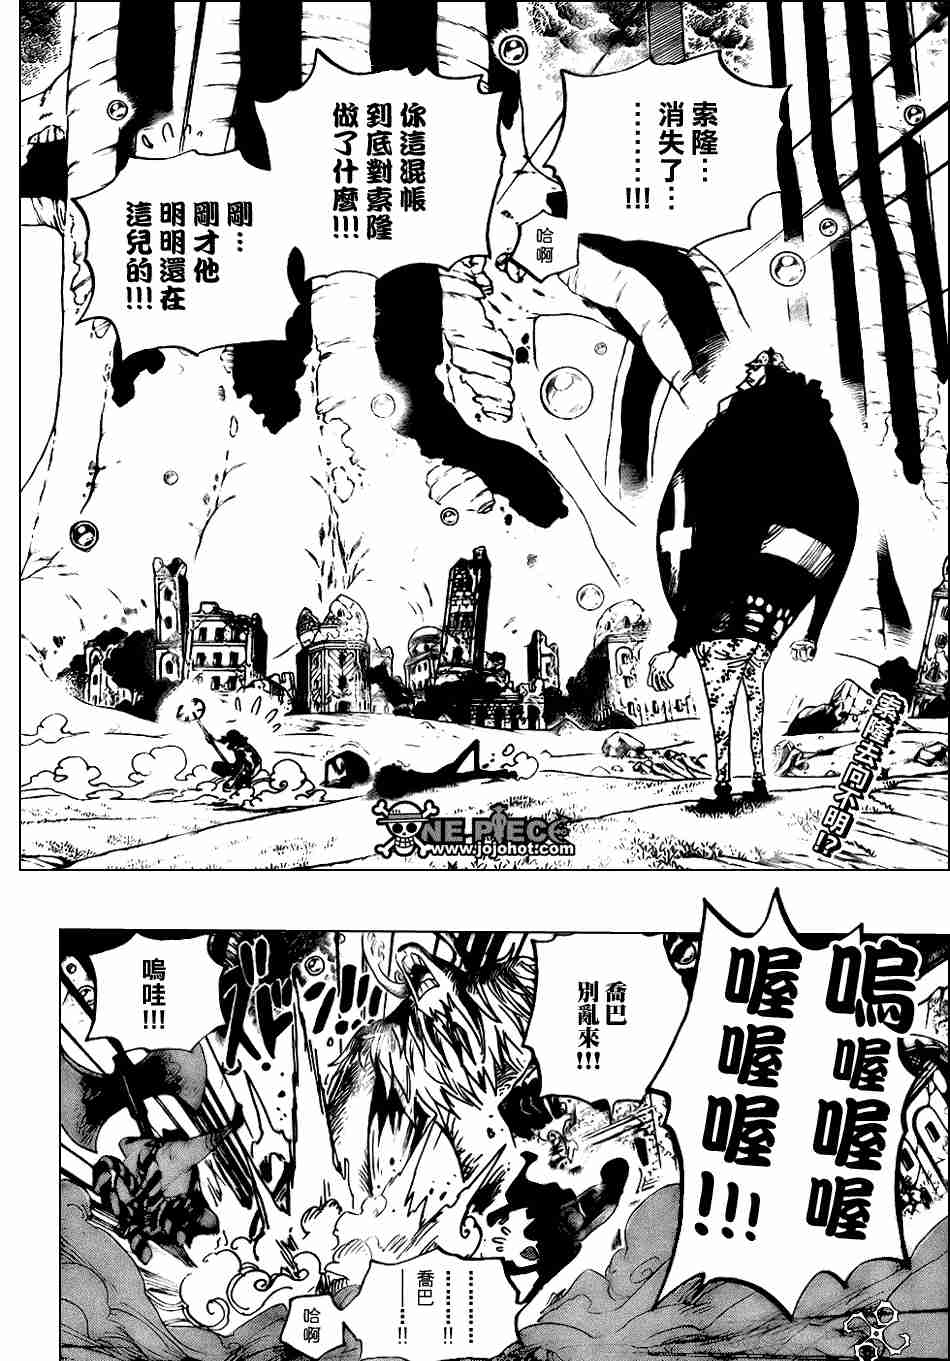 索隆…
消失了…
………!!!
哈
啊
你這混帳
到底對索隆
做了什麼!!!
剛…
剛才他
明明還在
這兒的!!!
索隆去向不明!?
ONE PIECE
www.jojohot.com
嗚喔喔喔
喔喔喔!!!
喬巴
別亂來!!!
嗚哇!!!
…………
…………!!
喬巴
——…!!
哈
啊